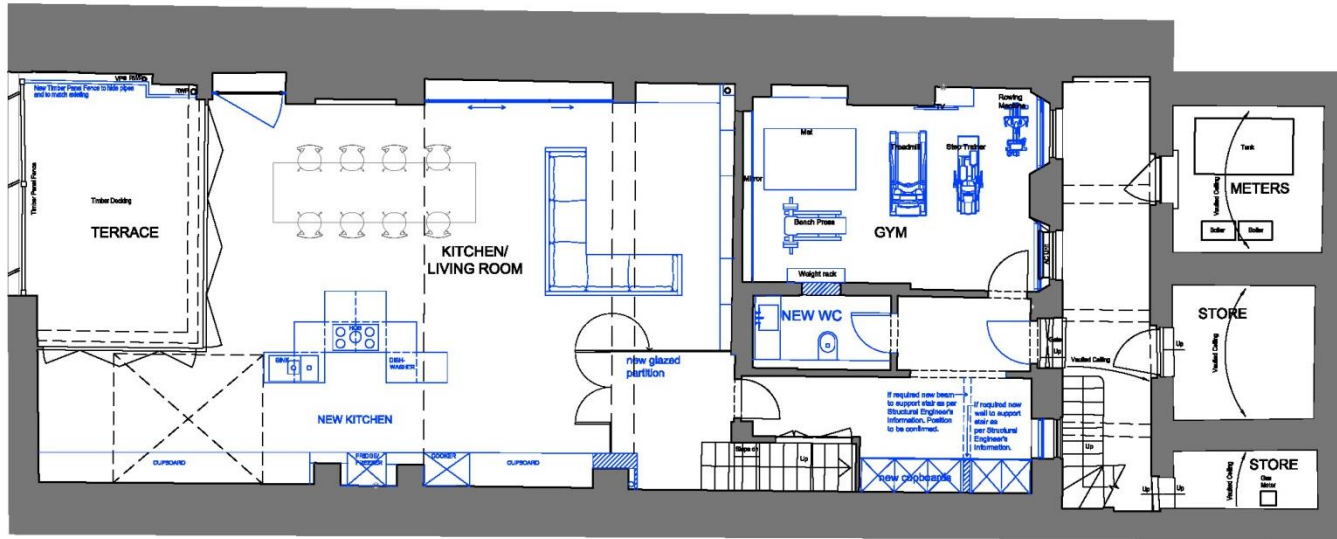 VPB RWP
New Timber Panel Fence to hide pipes
and to match existing
RWP
Timber Panel Fence
Timber Decking
TERRACE
KITCHEN/
LIVING ROOM
HOB
SINK
DISH-
WASHER
NEW KITCHEN
CUPBOARD
FRIDGE/
FREEZER
COOKER
CUPBOARD
new glazed
partition
Mirror
Mat
Bench Press
Weight rack
TV
Treadmill
Step Trainer
Rowing
Machine
GYM
NEW WC
If required new beam
to support stair as per
Structural Engineer's
Information. Position
to be confirmed.
If required new
wall to support
stair as
per Structural
Engineer's
Information.
Up
new cupboards
Gate
Up
Vaulted Ceiling
Up
Tank
METERS
Vaulted Ceiling
Boiler
Boiler
STORE
Up
Vaulted Ceiling
STORE
Up
Up
Vaulted Ceiling
Gas
Meter